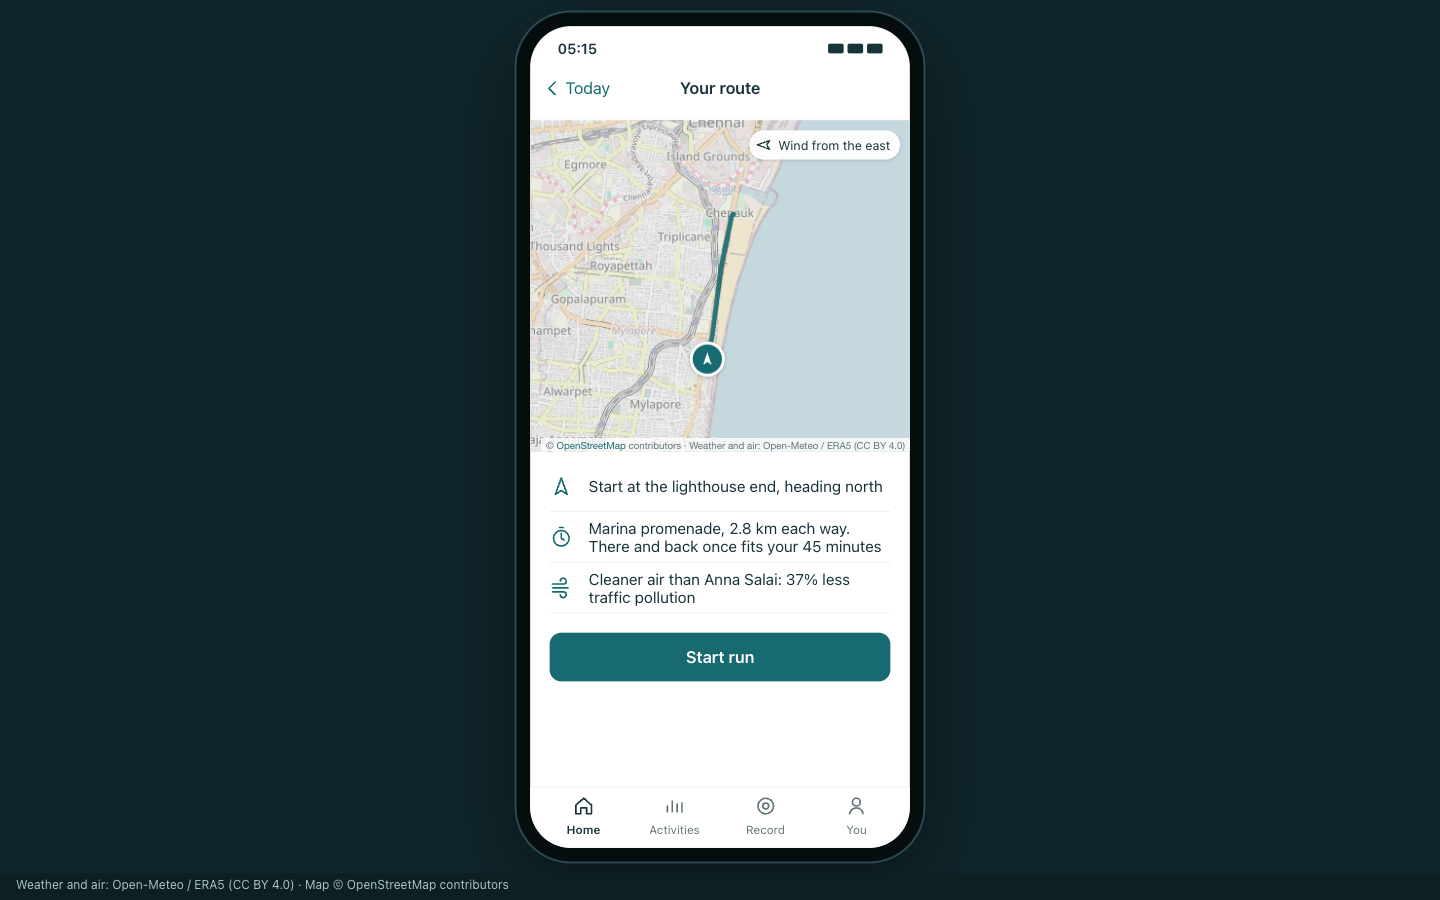 05:15
Today
Your route
Chennai
Wind from the east
Island Grounds
Egmore
Chepauk
Triplicane
Thousand Lights
Royapettah
Gopalapuram
Mylapore
Alwarpet
Mylapore
© OpenStreetMap contributors · Weather and air: Open-Meteo / ERA5 (CC BY 4.0)
Start at the lighthouse end, heading north
Marina promenade, 2.8 km each way.
There and back once fits your 45 minutes
Cleaner air than Anna Salai: 37% less
traffic pollution
Start run
Home
Activities
Record
You
Weather and air: Open-Meteo / ERA5 (CC BY 4.0) · Map © OpenStreetMap contributors